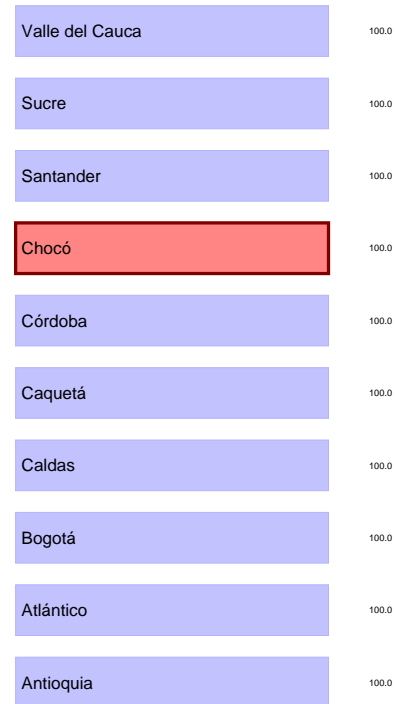 Valle del Cauca 100.0
Sucre 100.0
Santander 100.0
Chocó 100.0
Córdoba 100.0
Caquetá 100.0
Caldas 100.0
Bogotá 100.0
Atlántico 100.0
Antioquia 100.0